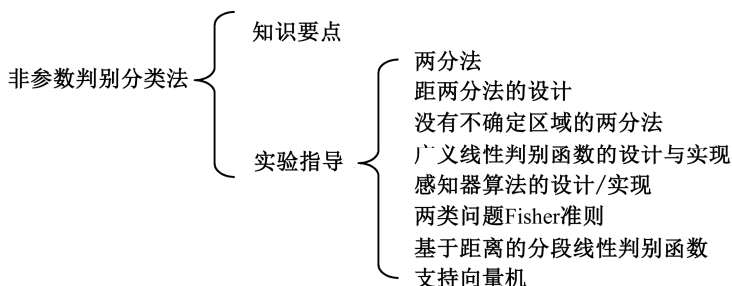 知识要点
非参数判别分类法
实验指导
两分法
距两分法的设计
没有不确定区域的两分法
广义线性判别函数的设计与实现
感知器算法的设计/实现
两类问题Fisher准则
基于距离的分段线性判别函数
支持向量机